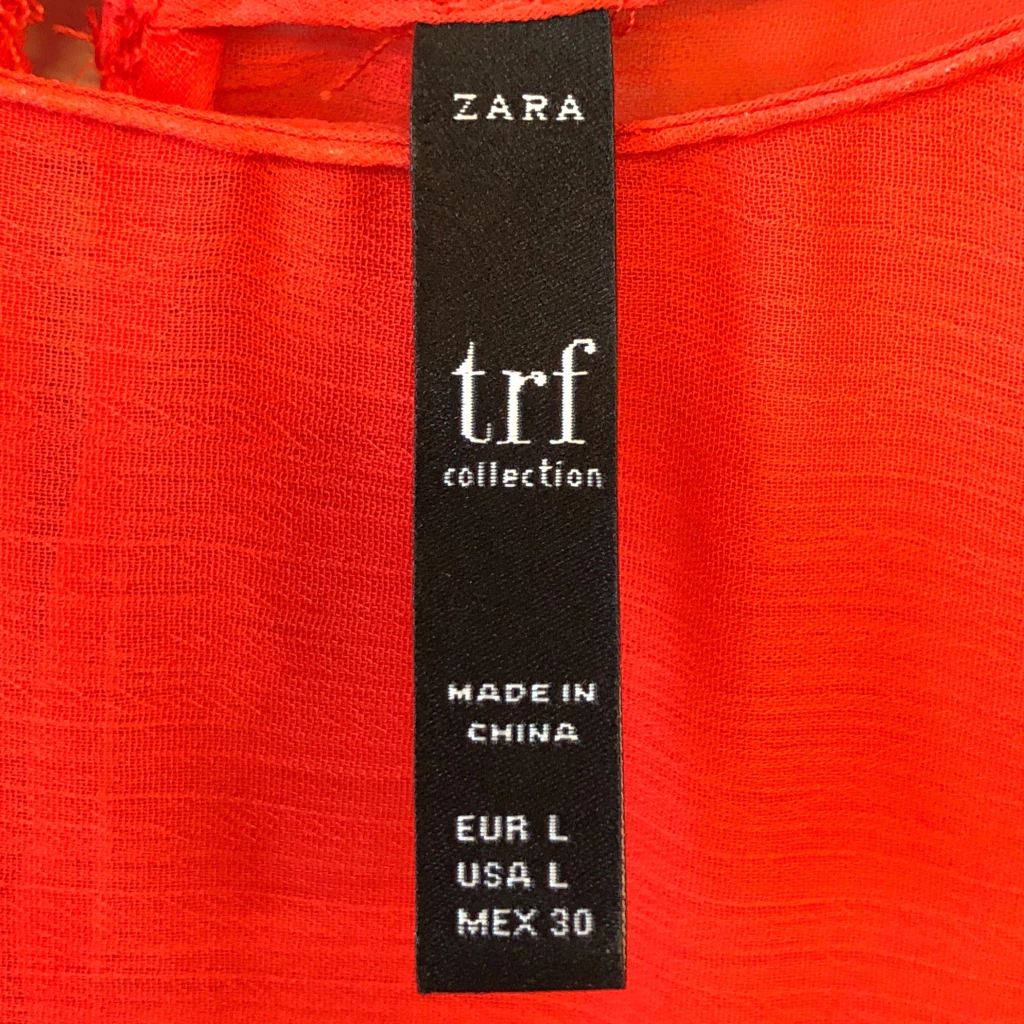 ZARA
trf
collection
MADE IN
CHINA
EUR L
USA L
MEX 30